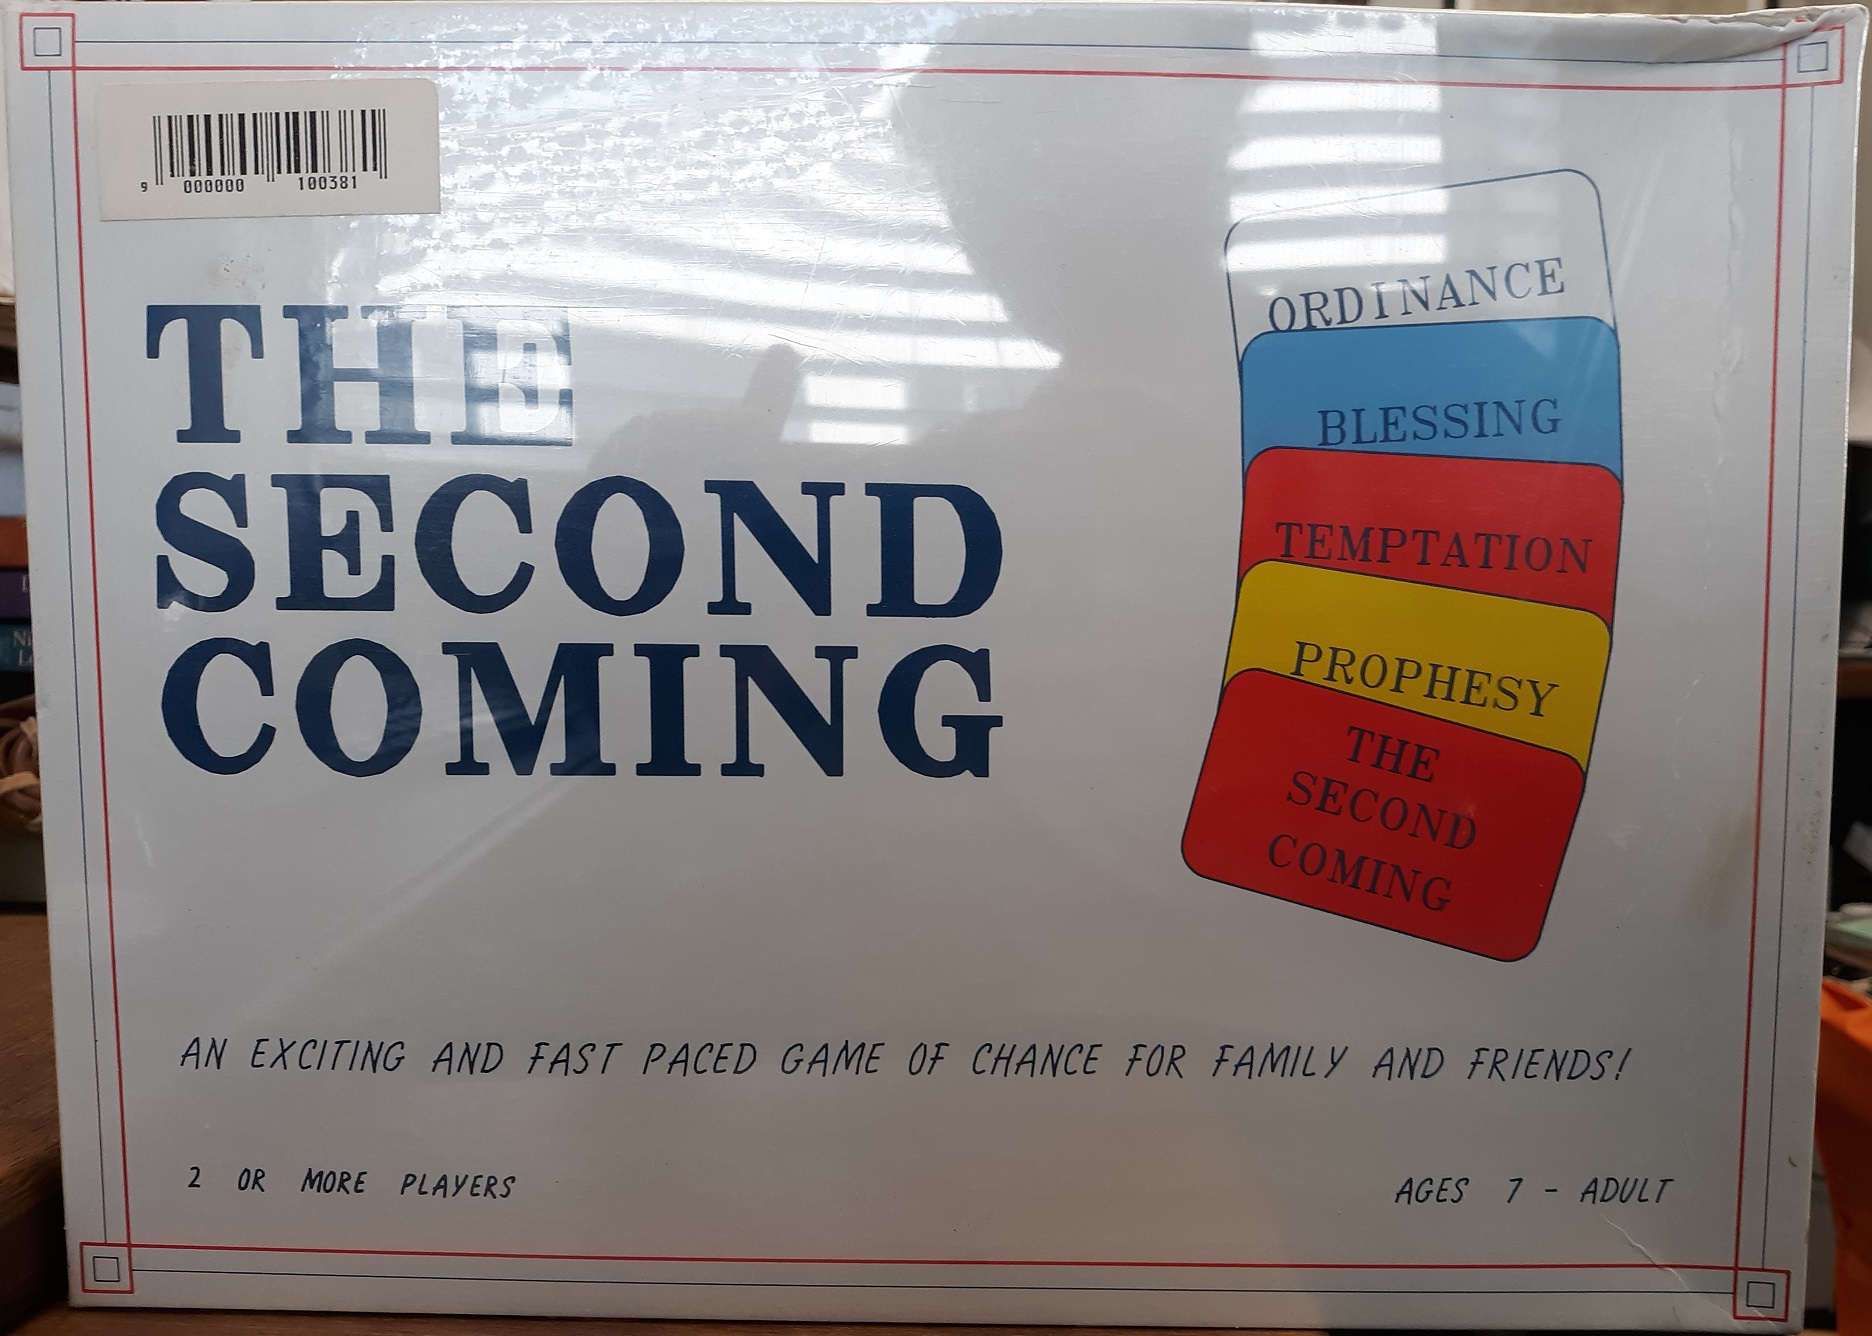 9 000000 100381
THE
SECOND
COMING
ORDINANCE
BLESSING
TEMPTATION
PROPHESY
THE
SECOND
COMING
AN EXCITING AND FAST PACED GAME OF CHANCE FOR FAMILY AND FRIENDS!
2 OR MORE PLAYERS
AGES 7 - ADULT